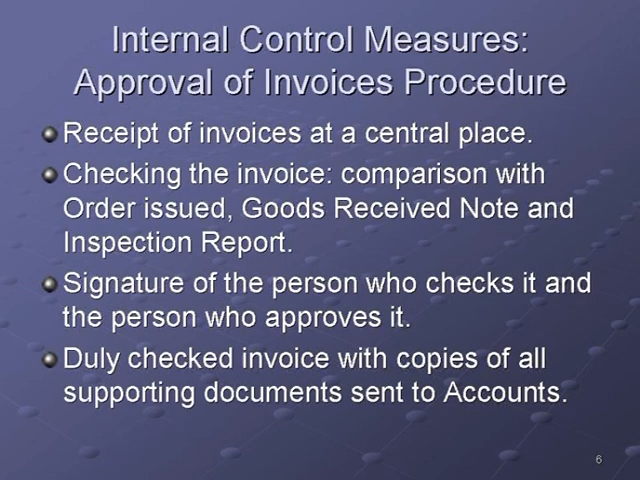 Internal Control Measures:
Approval of Invoices Procedure
Receipt of invoices at a central place.
Checking the invoice: comparison with
Order issued, Goods Received Note and
Inspection Report.
Signature of the person who checks it and
the person who approves it.
Duly checked invoice with copies of all
supporting documents sent to Accounts.
6